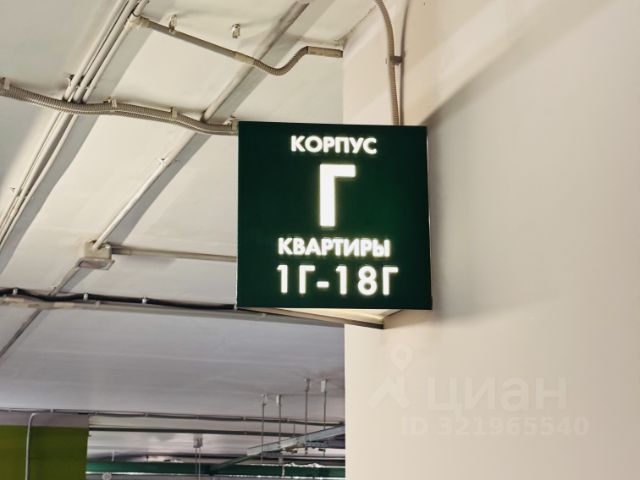 КОРПУС
Г
КВАРТИРЫ
1Г-18Г
циан
ID 321965540